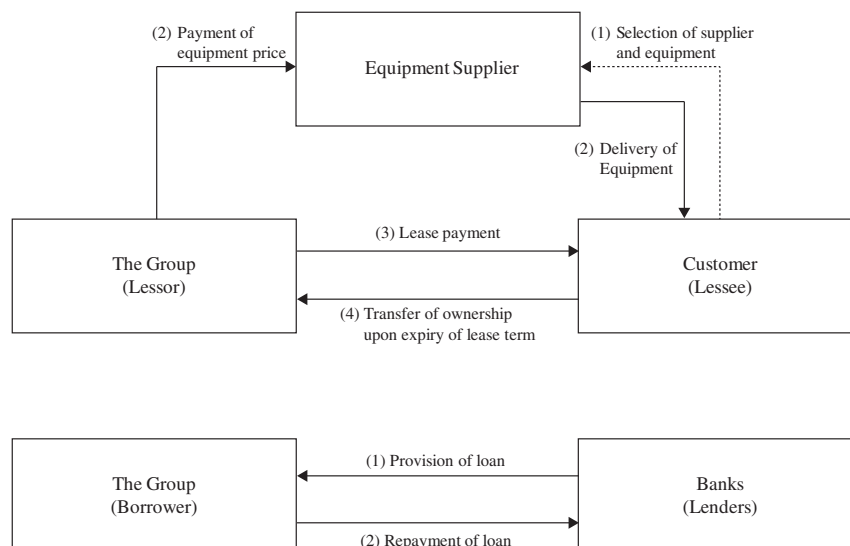 (2) Payment of
equipment price
Equipment Supplier
(1) Selection of supplier
and equipment
(2) Delivery of
Equipment
The Group
(Lessor)
(3) Lease payment
Customer
(Lessee)
(4) Transfer of ownership
upon expiry of lease term
The Group
(Borrower)
(1) Provision of loan
Banks
(Lenders)
(2) Repayment of loan